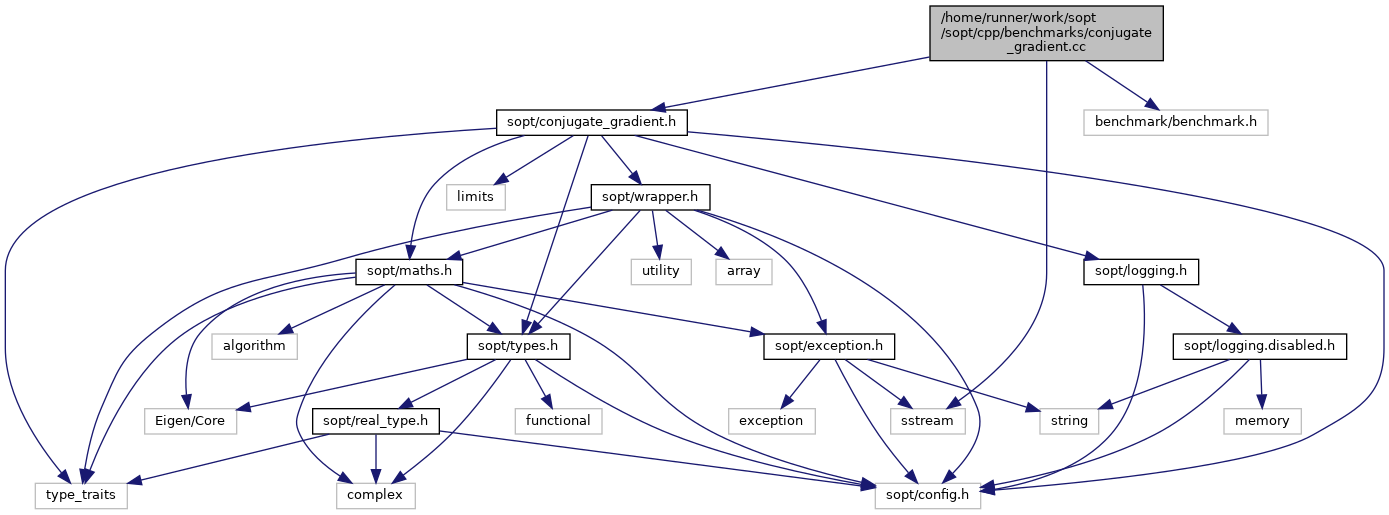 /home/runner/work/sopt
/sopt/cpp/benchmarks/conjugate
_gradient.cc
sopt/conjugate_gradient.h
benchmark/benchmark.h
limits
sopt/wrapper.h
sopt/maths.h
utility
array
sopt/logging.h
algorithm
sopt/types.h
sopt/exception.h
sopt/logging.disabled.h
Eigen/Core
sopt/real_type.h
functional
exception
sstream
string
memory
type_traits
complex
sopt/config.h